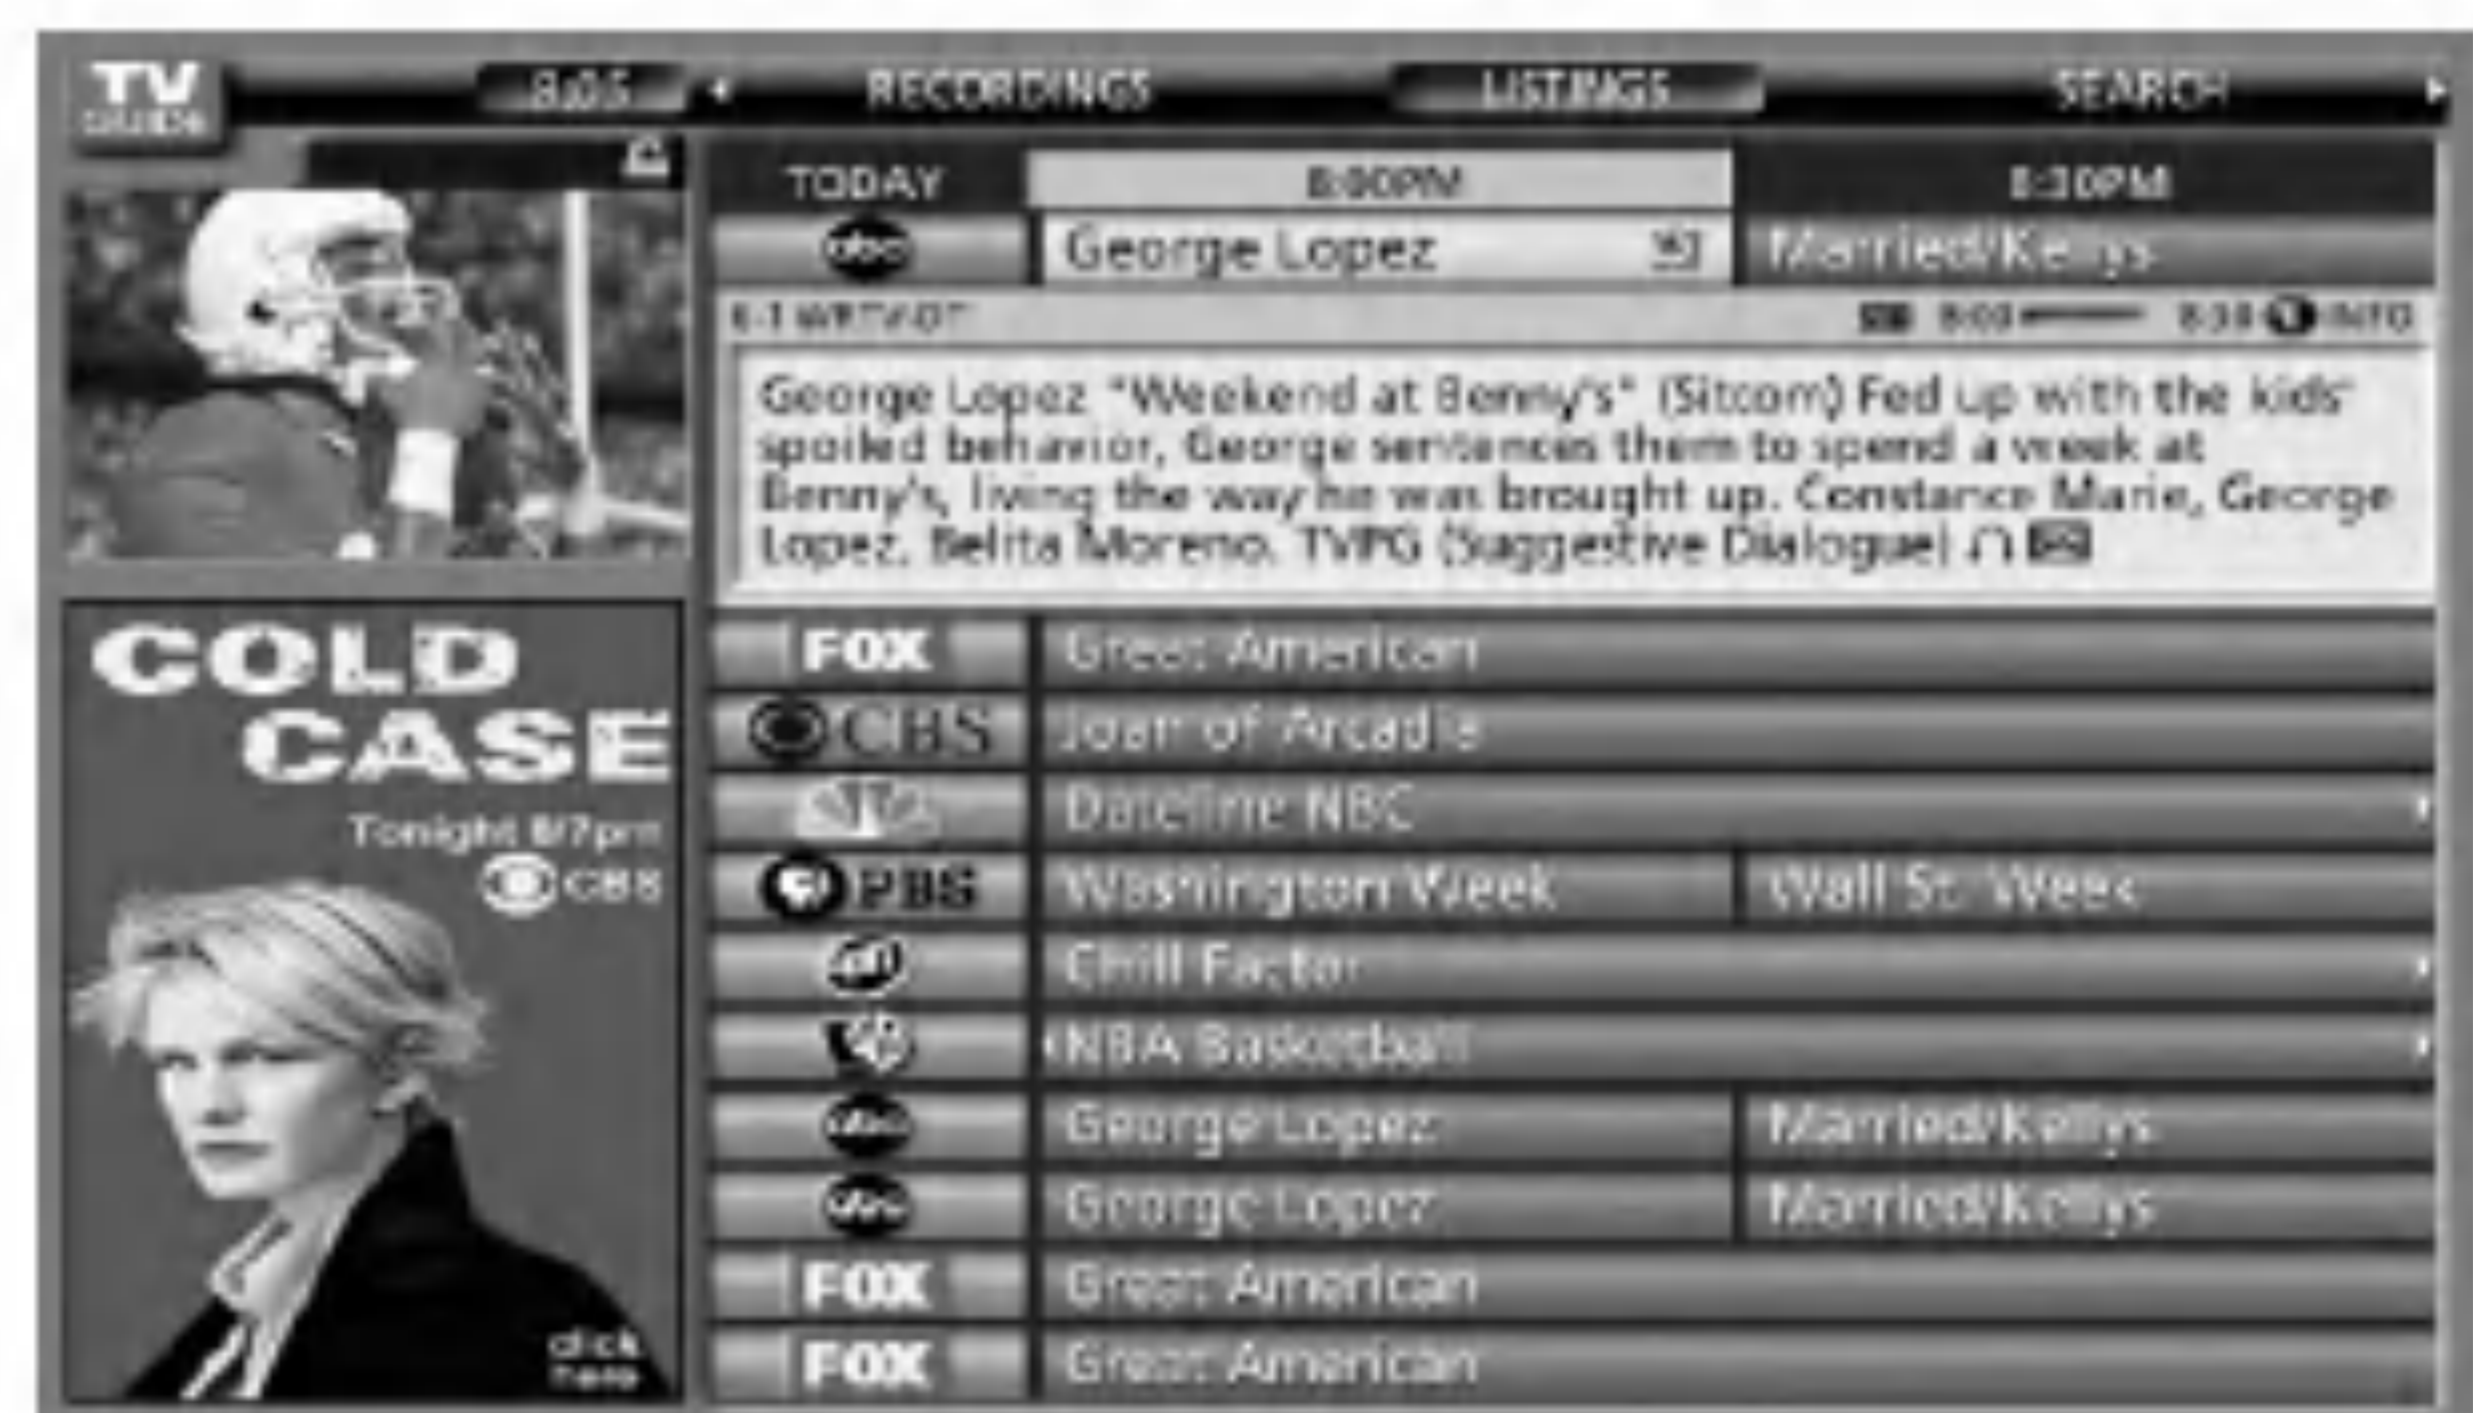 TV
GUIDE
8:05
RECORDINGS
LISTINGS
SEARCH
TODAY
8:00PM
8:30PM
abc
George Lopez
Married/Kellys
8:00
8:30
INFO
George Lopez "Weekend at Benny's" (Sitcom) Fed up with the kids'
spoiled behavior, George sentences them to spend a week at
Benny's, living the way he was brought up. Constance Marie, George
Lopez, Belita Moreno. TVPG (Suggestive Dialogue)
FOX
Great American
CBS
Joan of Arcadia
Dateline NBC
PBS
Washington Week
Wall St. Week
Chill Factor
NBA Basketball
abc
George Lopez
Married/Kellys
abc
George Lopez
Married/Kellys
FOX
Great American
FOX
Great American
COLD
CASE
Tonight 8/7pm
CBS
click
here